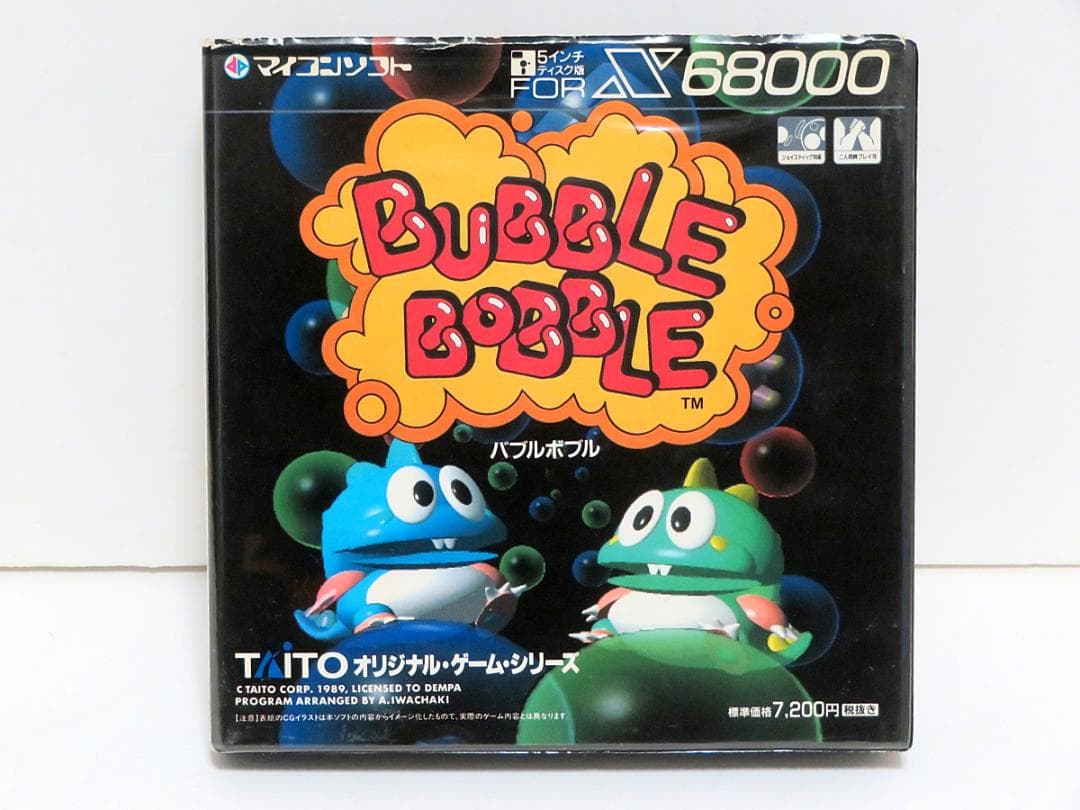 マイコンソフト
5インチ
ディスク版
FOR X68000
ジョイスティック対応
二人同時プレイ可
BUBBLE
BOBBLE
TM
バブルボブル
TAITO オリジナル・ゲーム・シリーズ
C TAITO CORP. 1989, LICENSED TO DEMPA
PROGRAM ARRANGED BY A.IWACHAKI
【注意】表紙のCGイラストは本ソフトの内容からイメージ化したもので、実際のゲーム内容とは異なります。
標準価格7,200円 税抜き